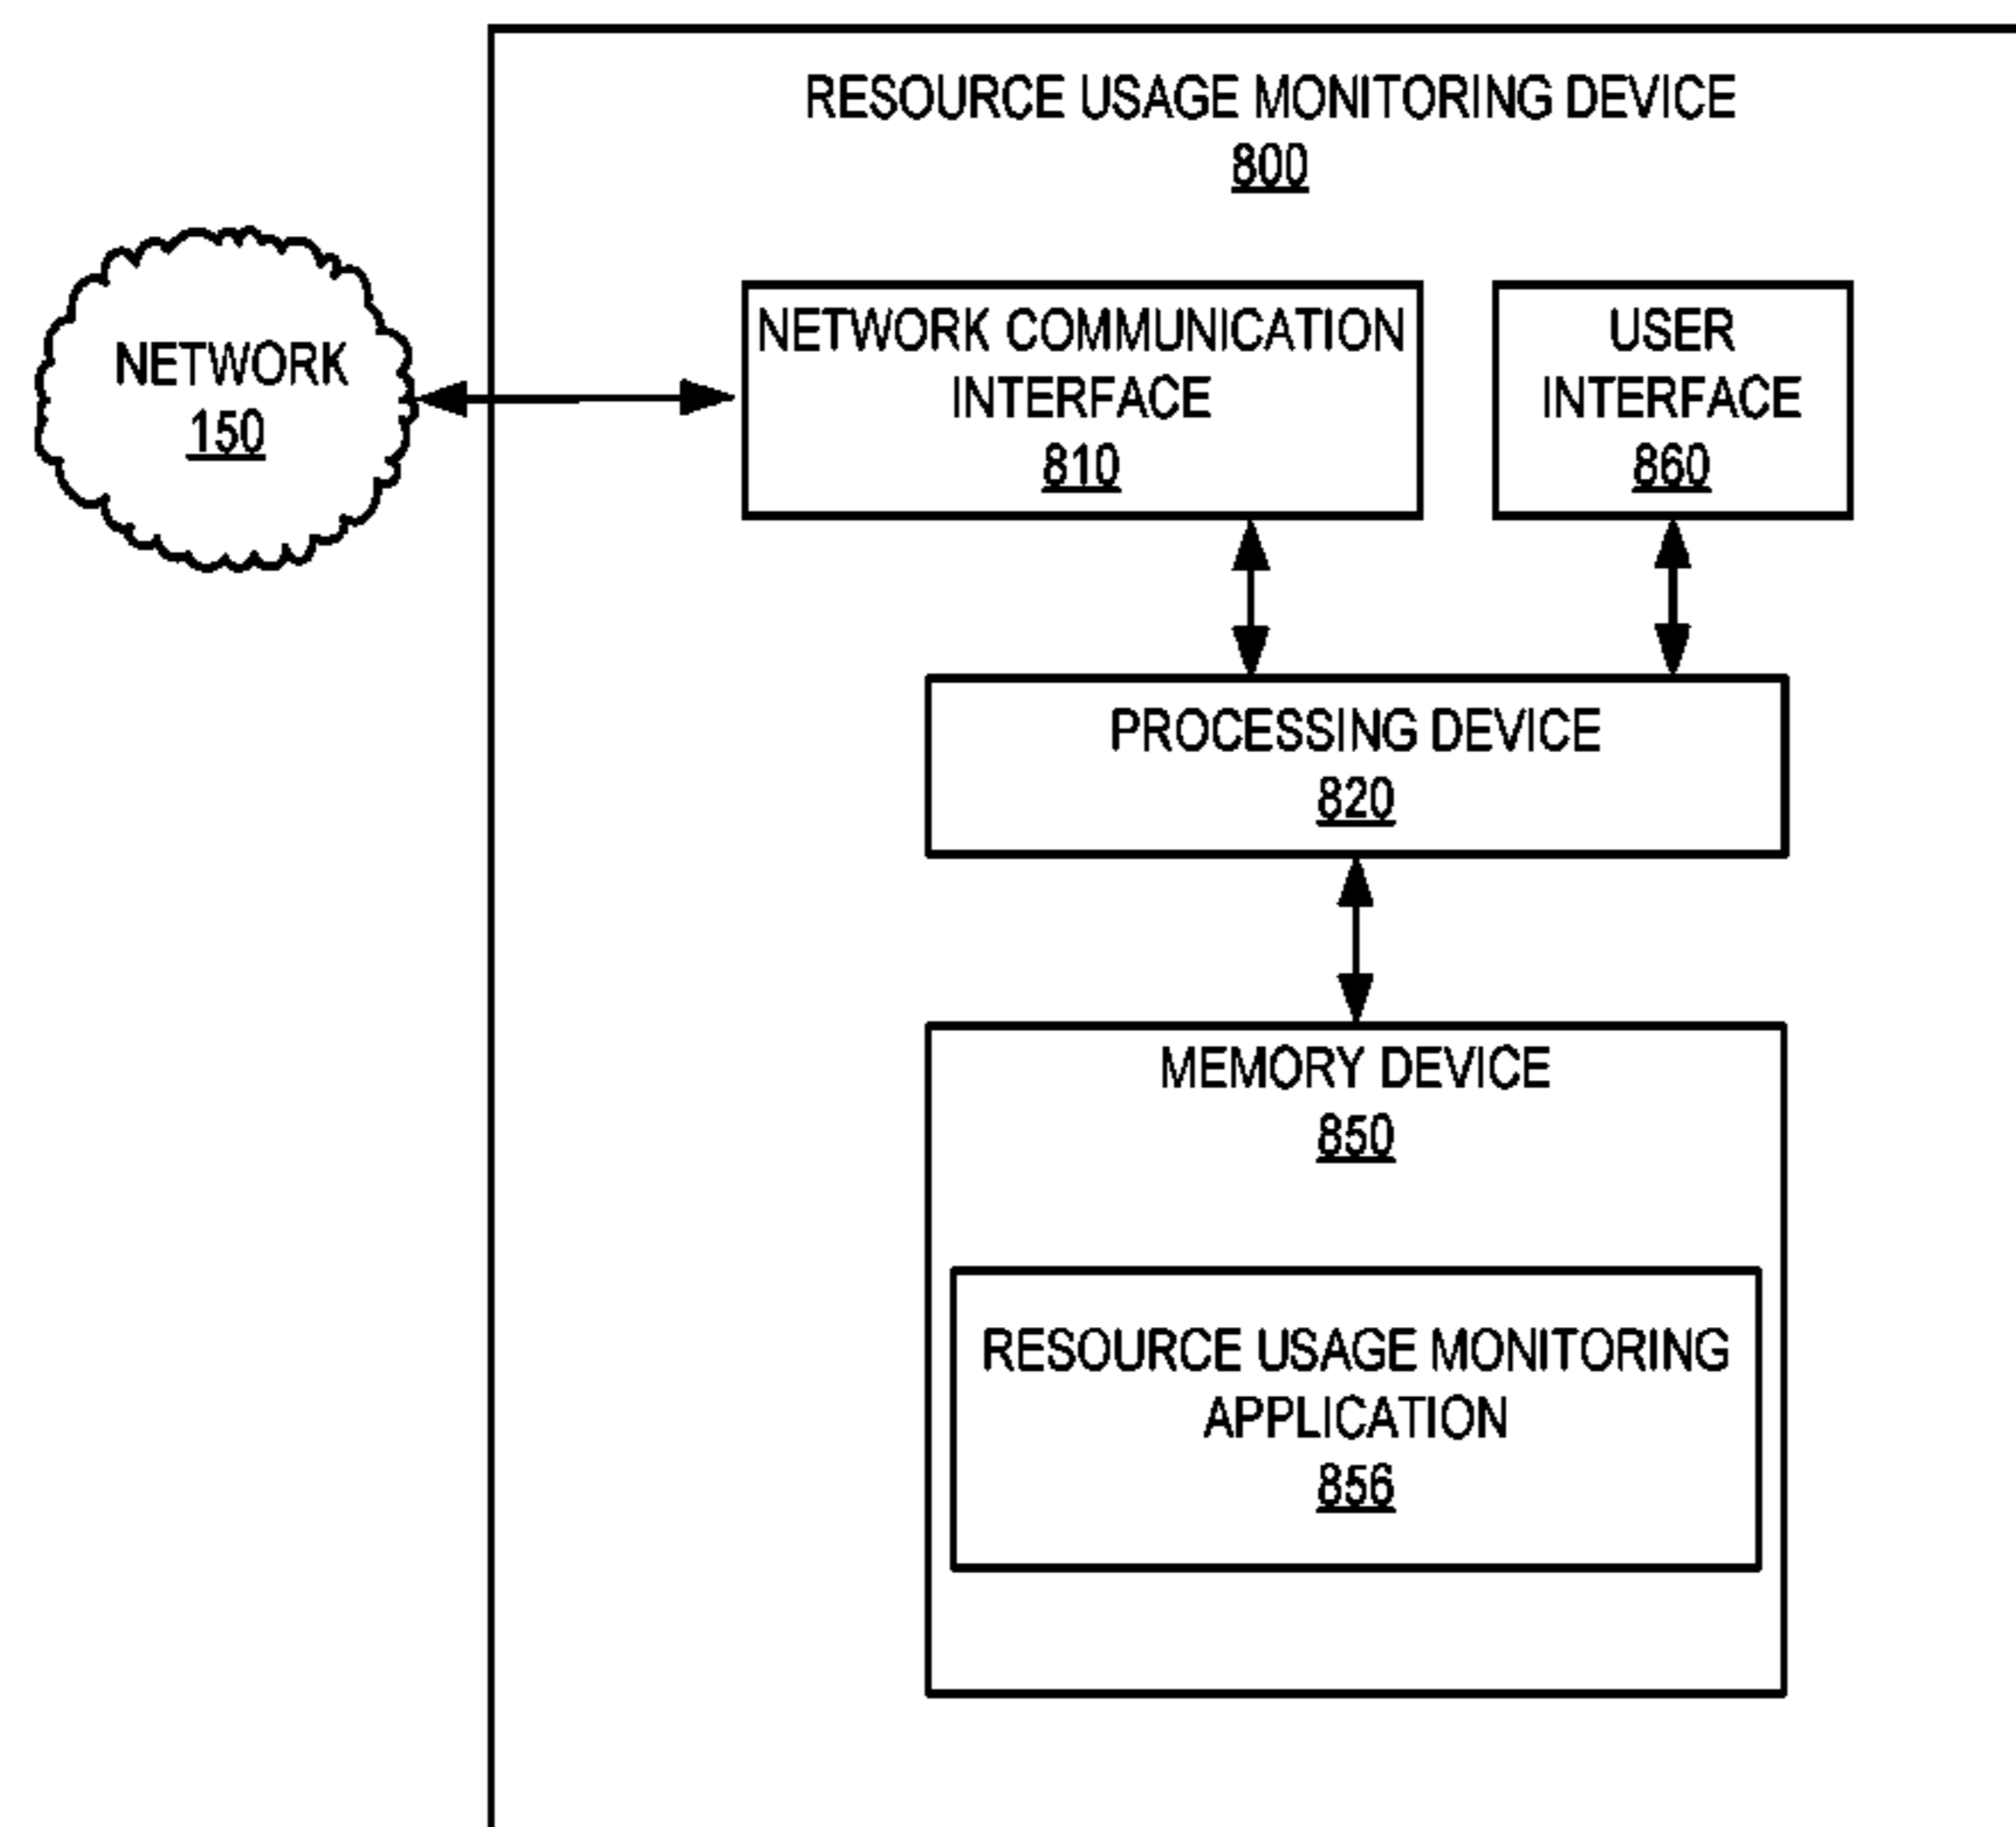 RESOURCE USAGE MONITORING DEVICE
800
NETWORK
150
NETWORK COMMUNICATION
INTERFACE
810
USER
INTERFACE
860
PROCESSING DEVICE
820
MEMORY DEVICE
850
RESOURCE USAGE MONITORING
APPLICATION
856